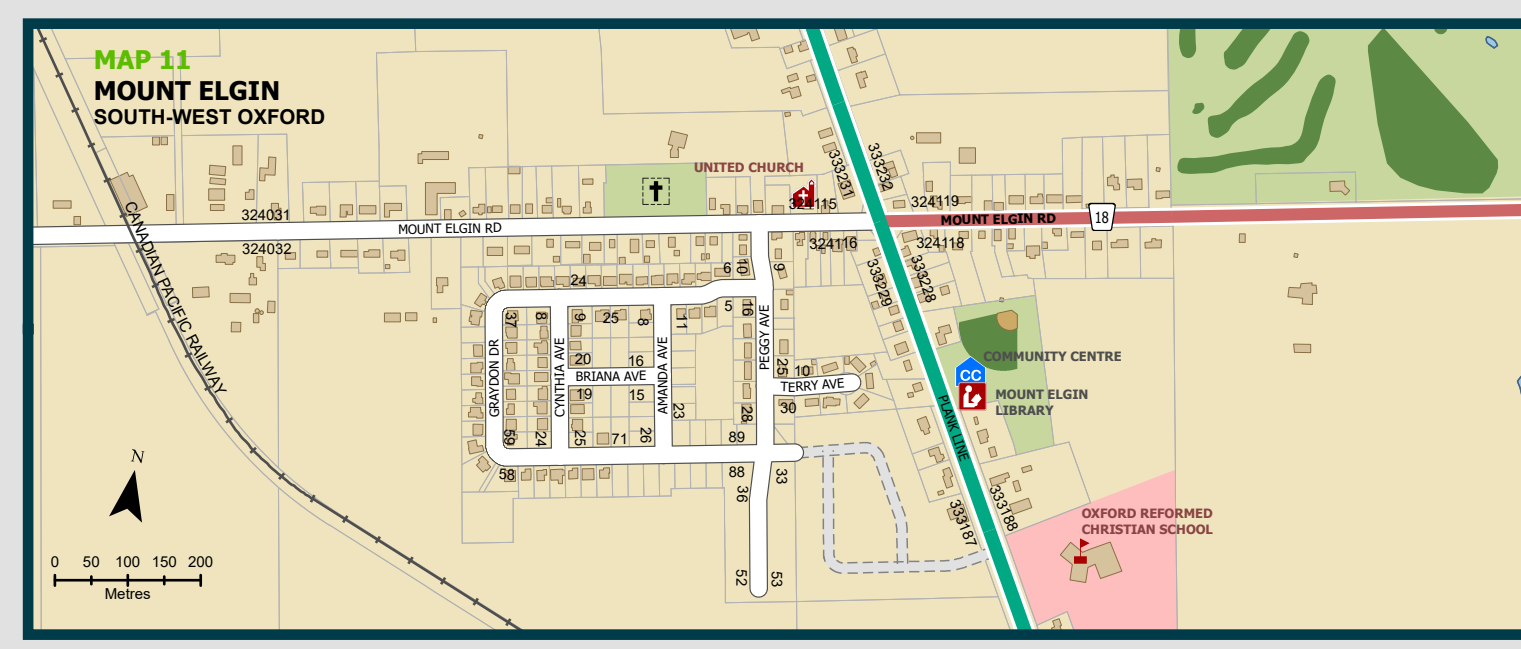 MAP 11
MOUNT ELGIN
SOUTH-WEST OXFORD
UNITED CHURCH
333231
333232
324031
324115
324119
MOUNT ELGIN RD
MOUNT ELGIN RD
18
324032
324116
324118
CANADIAN PACIFIC RAILWAY
6
10
9
333229
333228
24
5
16
37
8
9
25
8
11
GRAYDON DR
CYNTHIA AVE
AMANDA AVE
PEGGY AVE
20
16
25
10
BRIANA AVE
TERRY AVE
19
15
23
28
30
COMMUNITY CENTRE
CC
MOUNT ELGIN
LIBRARY
PLANK LINE
59
24
25
71
26
89
58
88
33
36
333187
333188
OXFORD REFORMED
CHRISTIAN SCHOOL
52
53
N
0 50 100 150 200
Metres